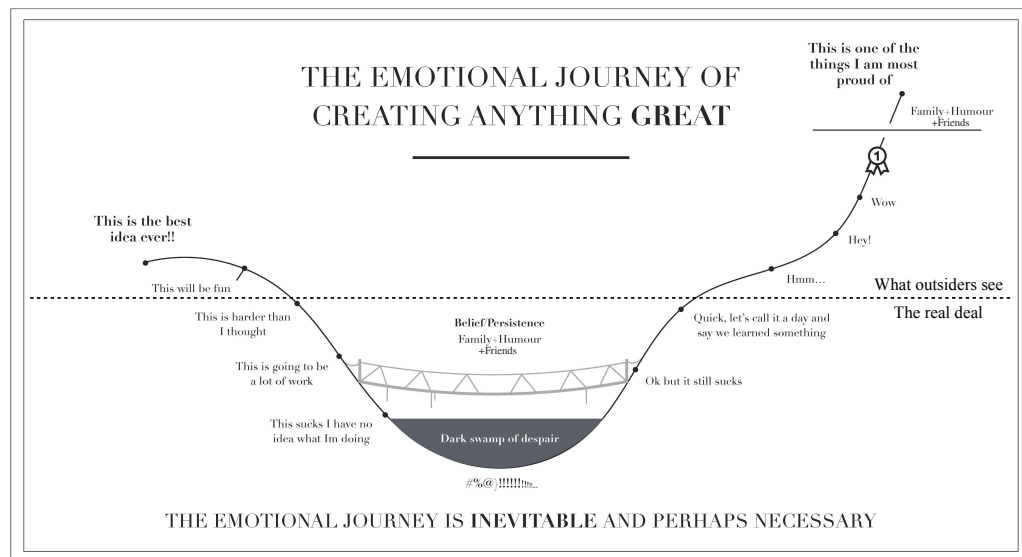 THE EMOTIONAL JOURNEY OF
CREATING ANYTHING GREAT
This is the best
idea ever!!
This will be fun
This is harder than
I thought
This is going to be
a lot of work
This sucks I have no
idea what Im doing
Belief/Persistence
Family+Humour
+Friends
Dark swamp of despair
#%@)!!!!!!!!!!...
Ok but it still sucks
Quick, let's call it a day and
say we learned something
Hmm...
Hey!
Wow
1
Family+Humour
+Friends
This is one of the
things I am most
proud of
What outsiders see
The real deal
THE EMOTIONAL JOURNEY IS INEVITABLE AND PERHAPS NECESSARY